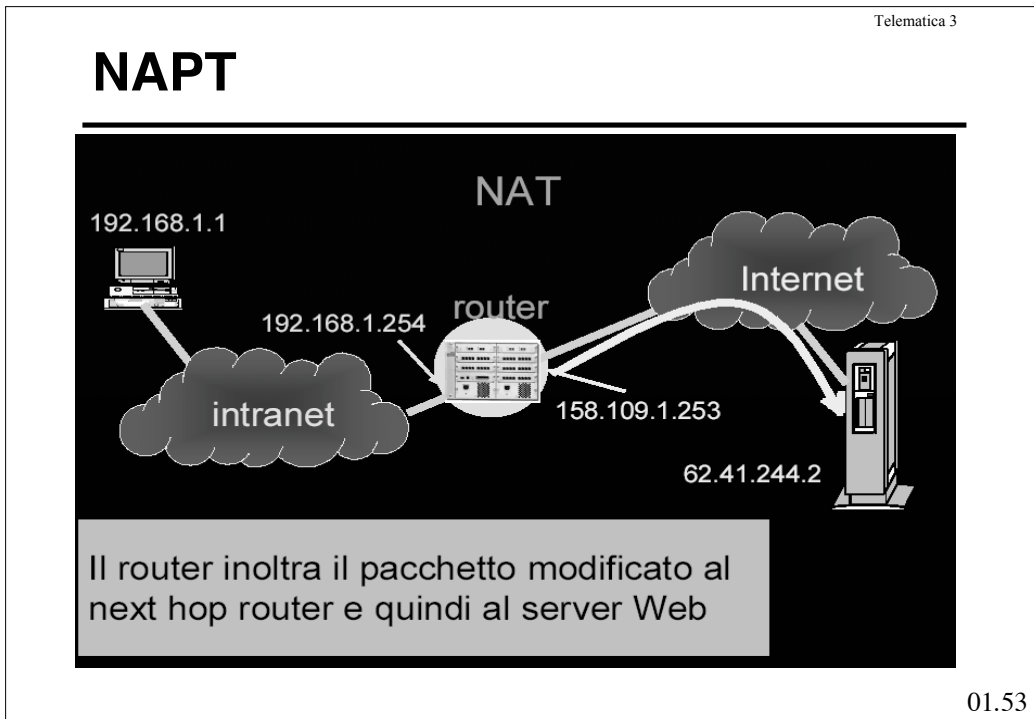 Telematica 3
NAPT
NAT
192.168.1.1
Internet
router
192.168.1.254
intranet
158.109.1.253
62.41.244.2
Il router inoltra il pacchetto modificato al
next hop router e quindi al server Web
01.53